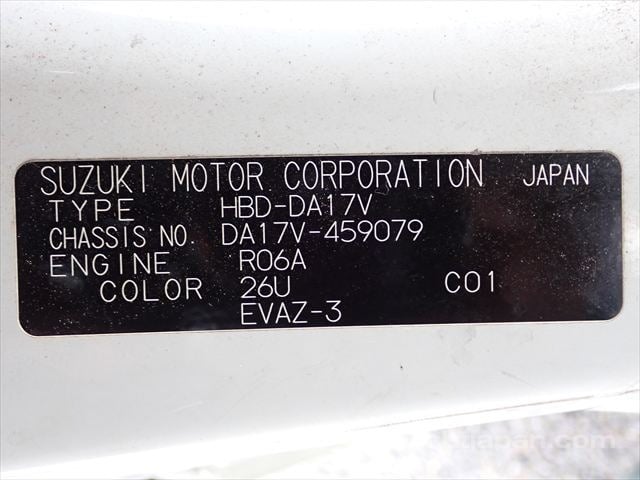 SUZUKI MOTOR CORPORATION JAPAN
TYPE HBD-DA17V
CHASSIS NO. DA17V-459079
ENGINE R06A
COLOR 26U C01
EVAZ-3